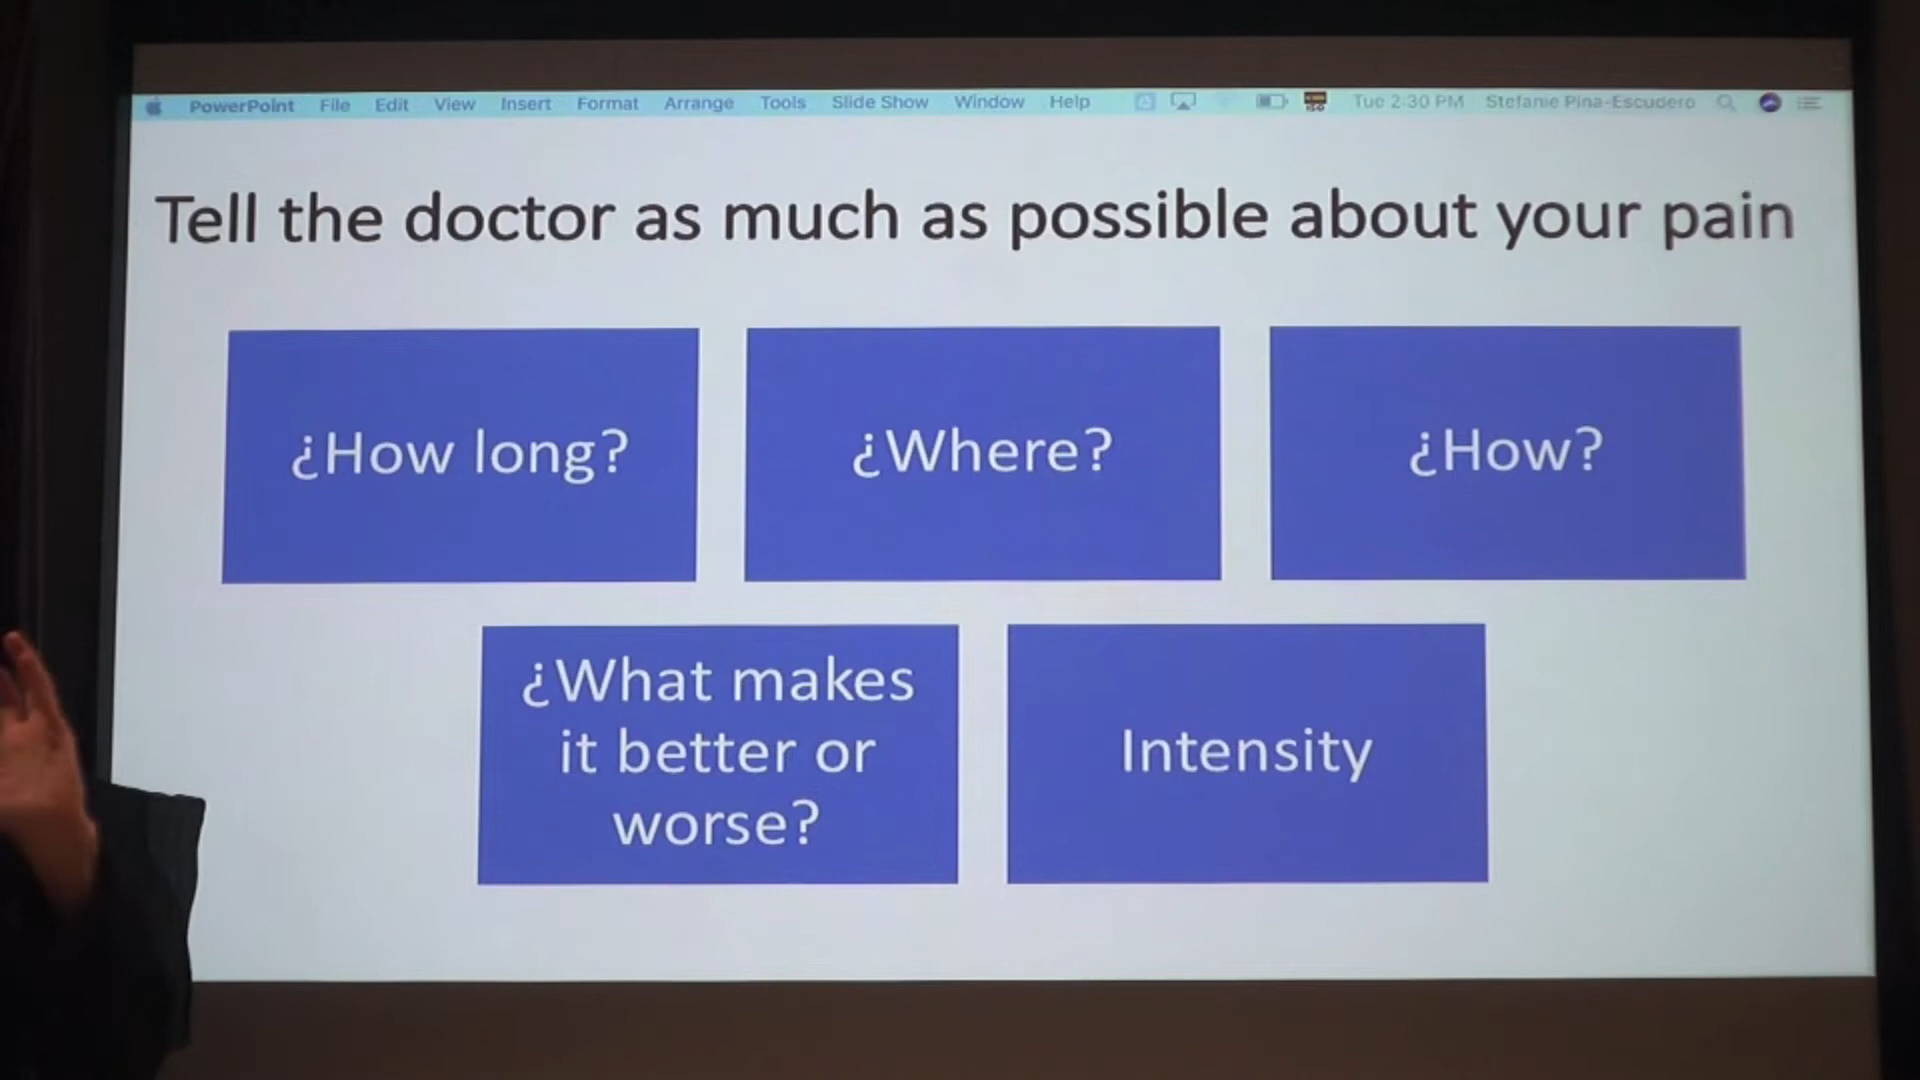 PowerPoint File Edit View Insert Format Arrange Tools Slide Show Window Help Tue 2:30 PM Stefanie Pina-Escudero
Tell the doctor as much as possible about your pain
¿How long?
¿Where?
¿How?
¿What makes
it better or
worse?
Intensity